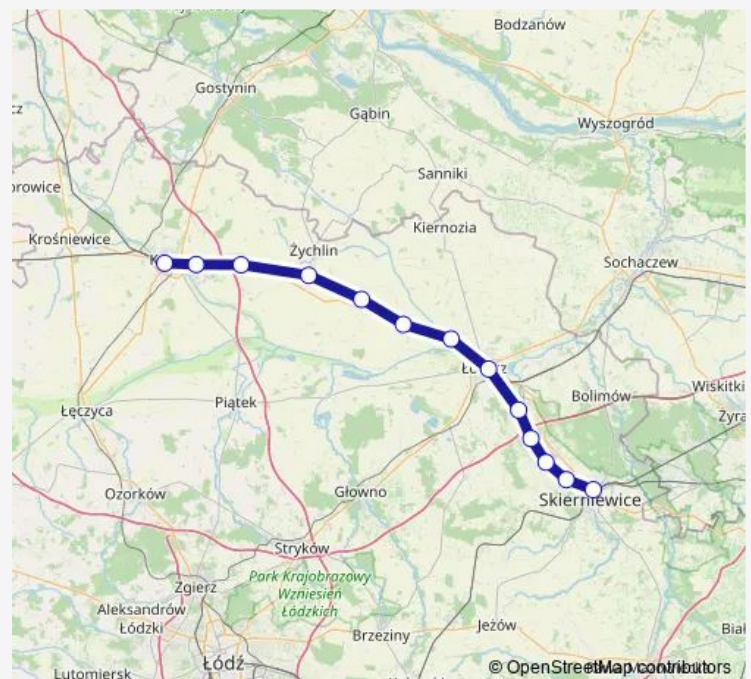 Bodzanów
Gostynin
Gąbin
Wyszogród
Sanniki
Krośniewice
Żychlin
Kiernozia
Sochaczew
Wiskitki
Łęczyca
Piątek
Bolimów
Ozorków
Głowno
Skierniewice
Stryków
Park Krajobrazowy
Wzniesień
Łódzkich
Zgierz
Aleksandrów
Łódzki
Brzeziny
Jeżów
Łódź
Lutomiersk
© OpenStreetMap contributors